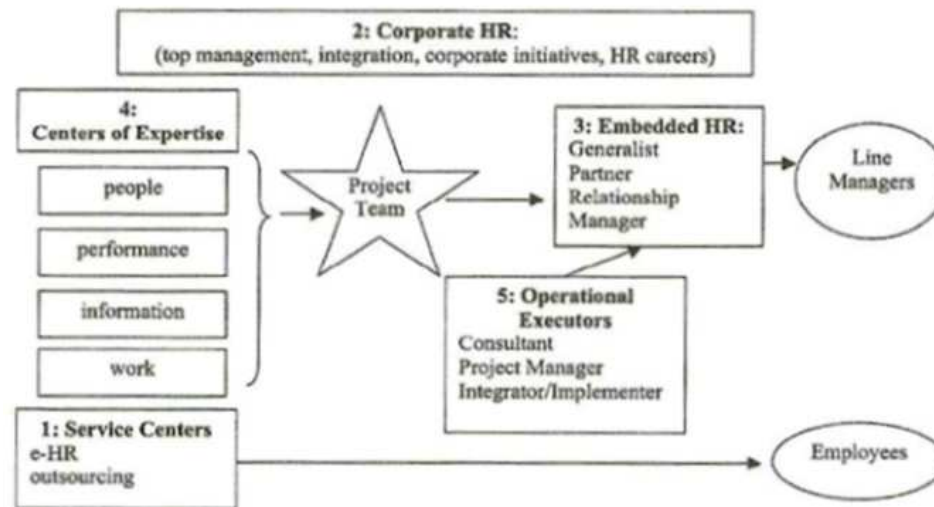 2: Corporate HR:
(top management, integration, corporate initiatives, HR careers)
4:
Centers of Expertise
people
performance
information
work
Project
Team
3: Embedded HR:
Generalist
Partner
Relationship
Manager
Line
Managers
5: Operational
Executors
Consultant
Project Manager
Integrator/Implementer
1: Service Centers
e-HR
outsourcing
Employees